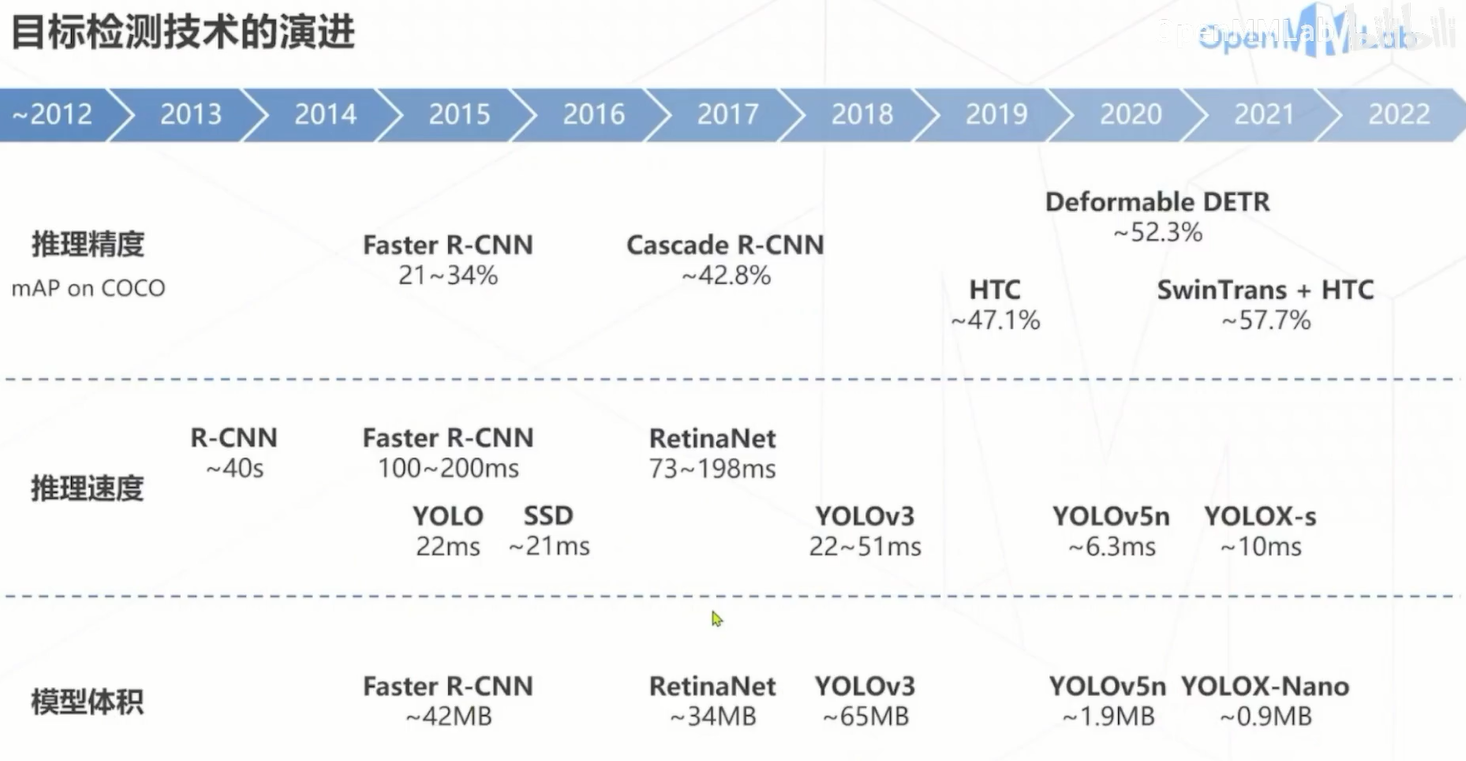 目标检测技术的演进
OpenMMLab
OpenMMLab
~2012 2013 2014 2015 2016 2017 2018 2019 2020 2021 2022
Deformable DETR
~52.3%
推理精度
mAP on COCO
Faster R-CNN
21~34%
Cascade R-CNN
~42.8%
HTC
~47.1%
SwinTrans + HTC
~57.7%
推理速度
R-CNN
~40s
Faster R-CNN
100~200ms
RetinaNet
73~198ms
YOLO
22ms
SSD
~21ms
YOLOv3
22~51ms
YOLOv5n
~6.3ms
YOLOX-s
~10ms
模型体积
Faster R-CNN
~42MB
RetinaNet
~34MB
YOLOv3
~65MB
YOLOv5n
~1.9MB
YOLOX-Nano
~0.9MB